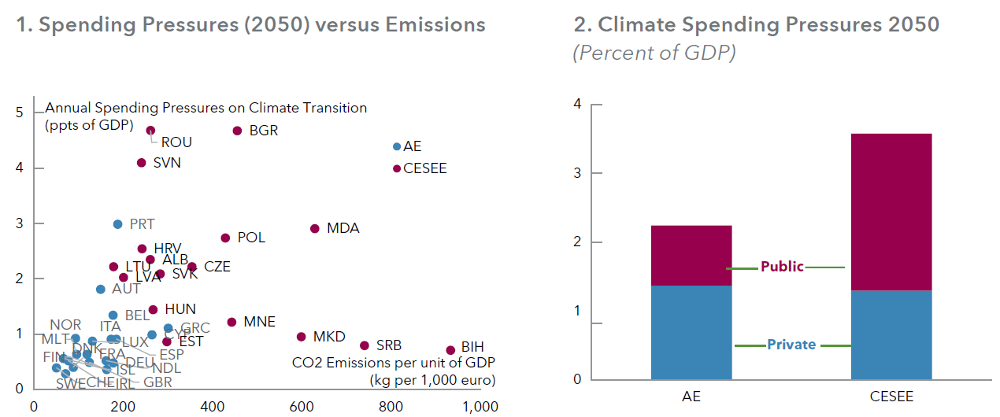 1. Spending Pressures (2050) versus Emissions
5
Annual Spending Pressures on Climate Transition
(ppts of GDP)
ROU
BGR
AE
SVN
4
CESEE
3
PRT
MDA
POL
HRV
ALB
LTU
CZE
LVA
SVK
2
AUT
HUN
BEL
NOR
ITA
MNE
GRC
1
CYP
MKD
MLT
LUX
EST
DNK
SRB
BIH
FIN
FRA
ESP
DEU
NDL
ISL
CO2 Emissions per unit of GDP
(kg per 1,000 euro)
SWE
CHE
IRL
GBR
0
0 200 400 600 800 1,000
2. Climate Spending Pressures 2050
(Percent of GDP)
4
3
2
Public
1
Private
0
AE CESEE